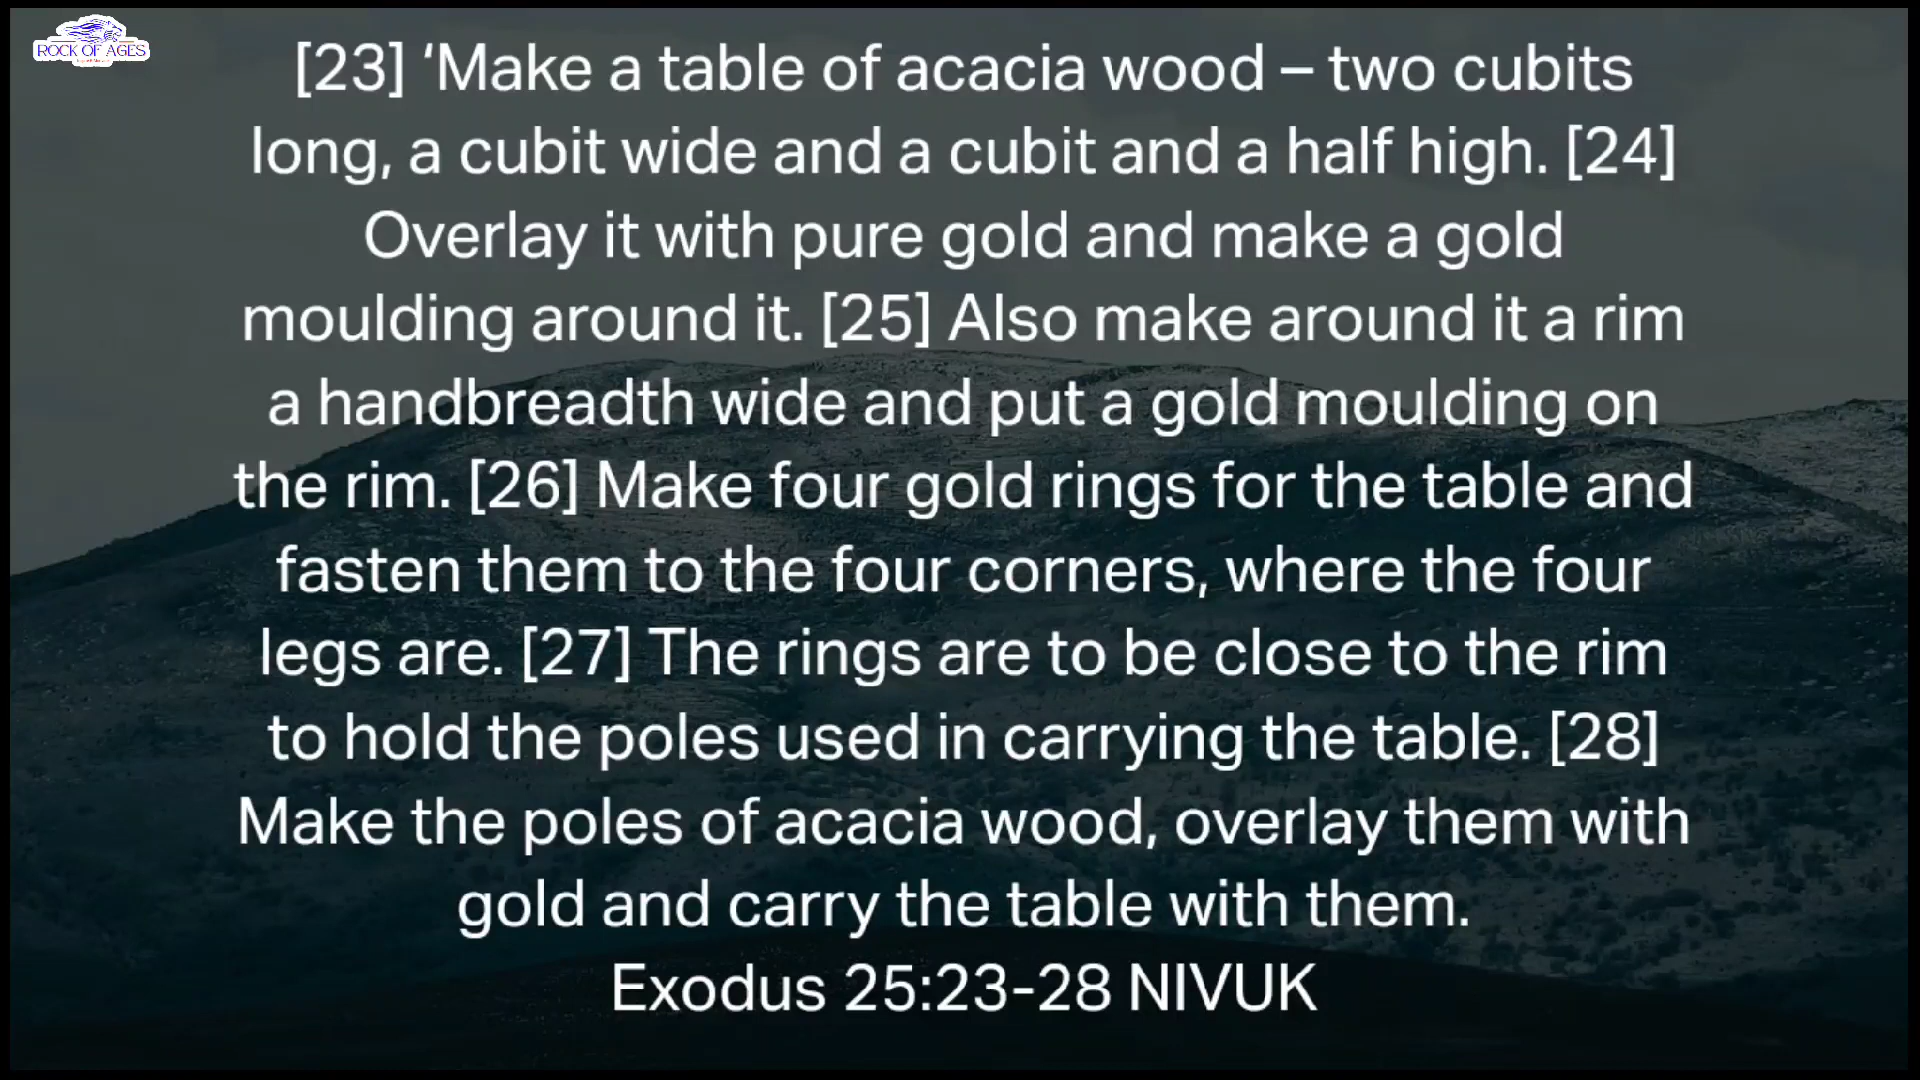 ROCK OF AGES
[23] ‘Make a table of acacia wood – two cubits
long, a cubit wide and a cubit and a half high. [24]
Overlay it with pure gold and make a gold
moulding around it. [25] Also make around it a rim
a handbreadth wide and put a gold moulding on
the rim. [26] Make four gold rings for the table and
fasten them to the four corners, where the four
legs are. [27] The rings are to be close to the rim
to hold the poles used in carrying the table. [28]
Make the poles of acacia wood, overlay them with
gold and carry the table with them.
Exodus 25:23-28 NIVUK